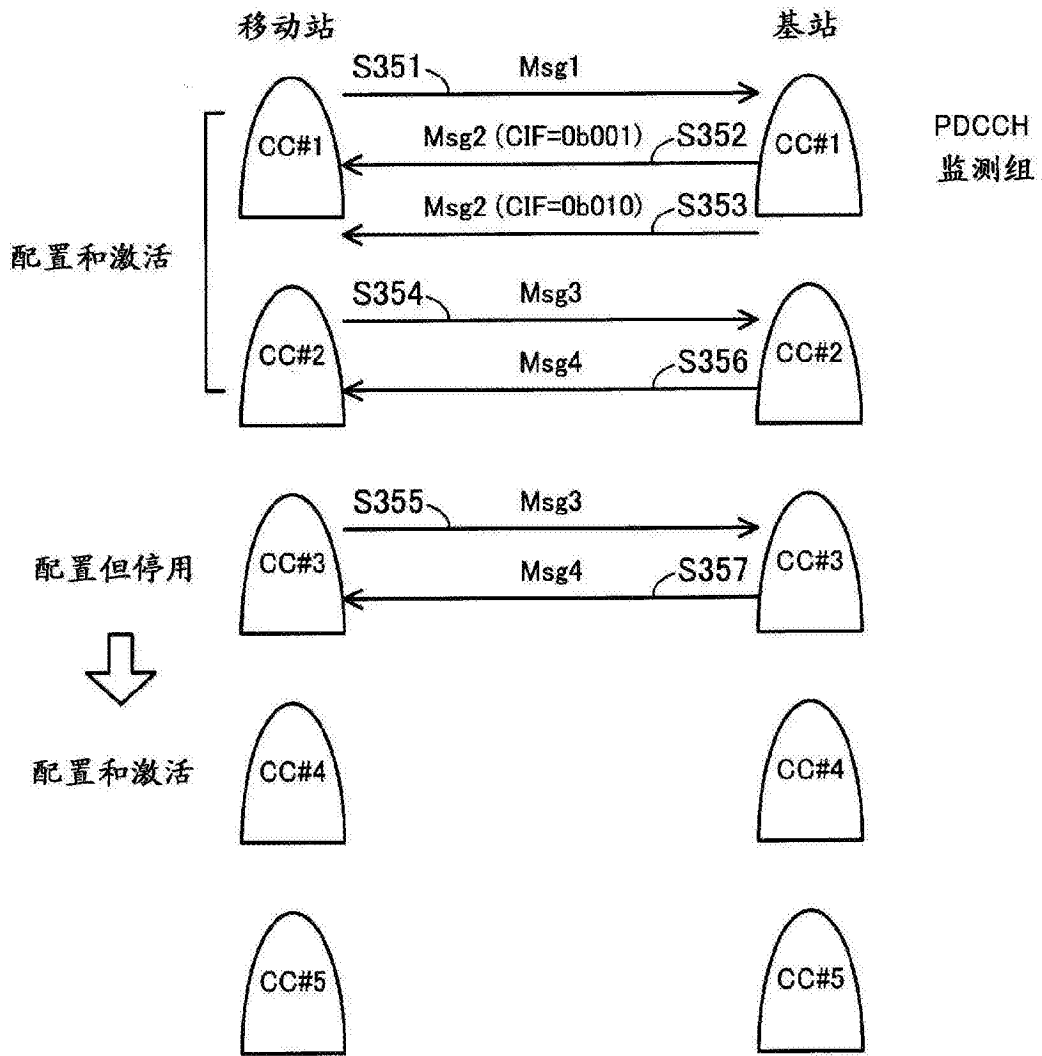 移动站
基站
S351
Msg1
CC#1
CC#1
PDCCH
监测组
Msg2 (CIF=0b001)
S352
Msg2 (CIF=0b010)
S353
配置和激活
S354
Msg3
CC#2
CC#2
Msg4
S356
S355
Msg3
配置但停用
CC#3
CC#3
Msg4
S357
配置和激活
CC#4
CC#4
CC#5
CC#5